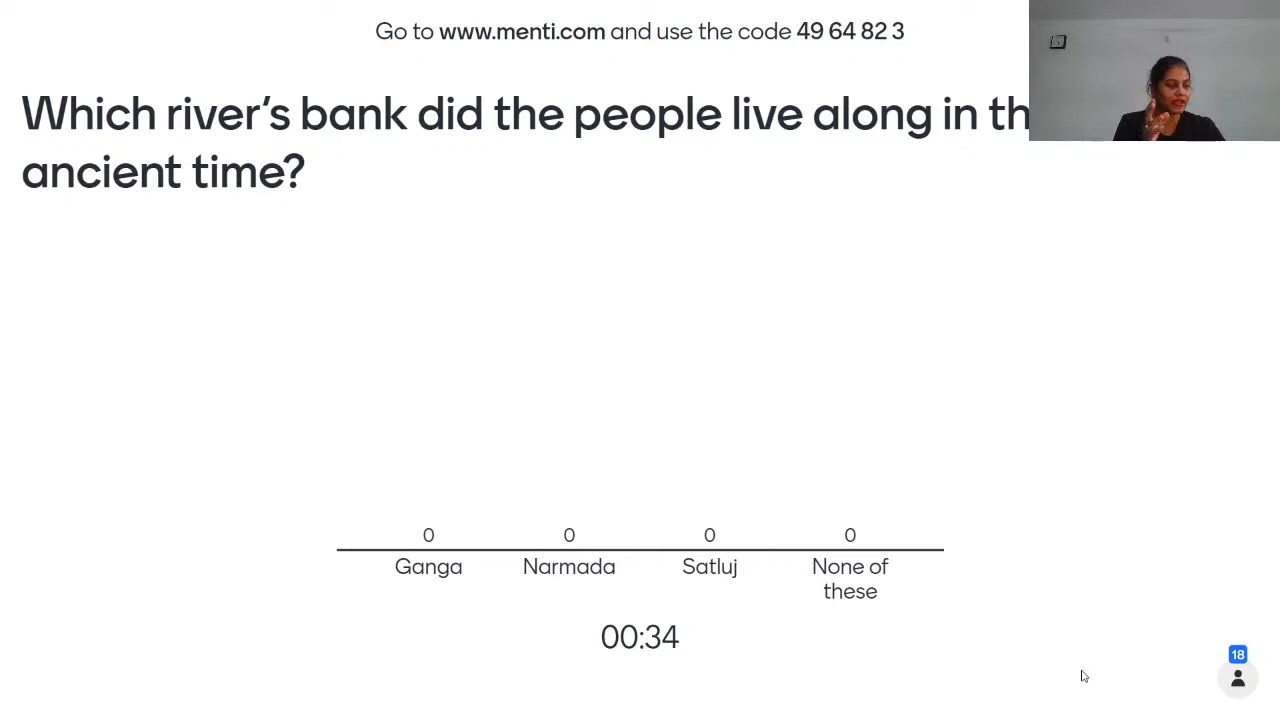 Go to www.menti.com and use the code 49 64 82 3
Which river's bank did the people live along in th
ancient time?
0 0 0 0
Ganga Narmada Satluj None of
these
00:34
18